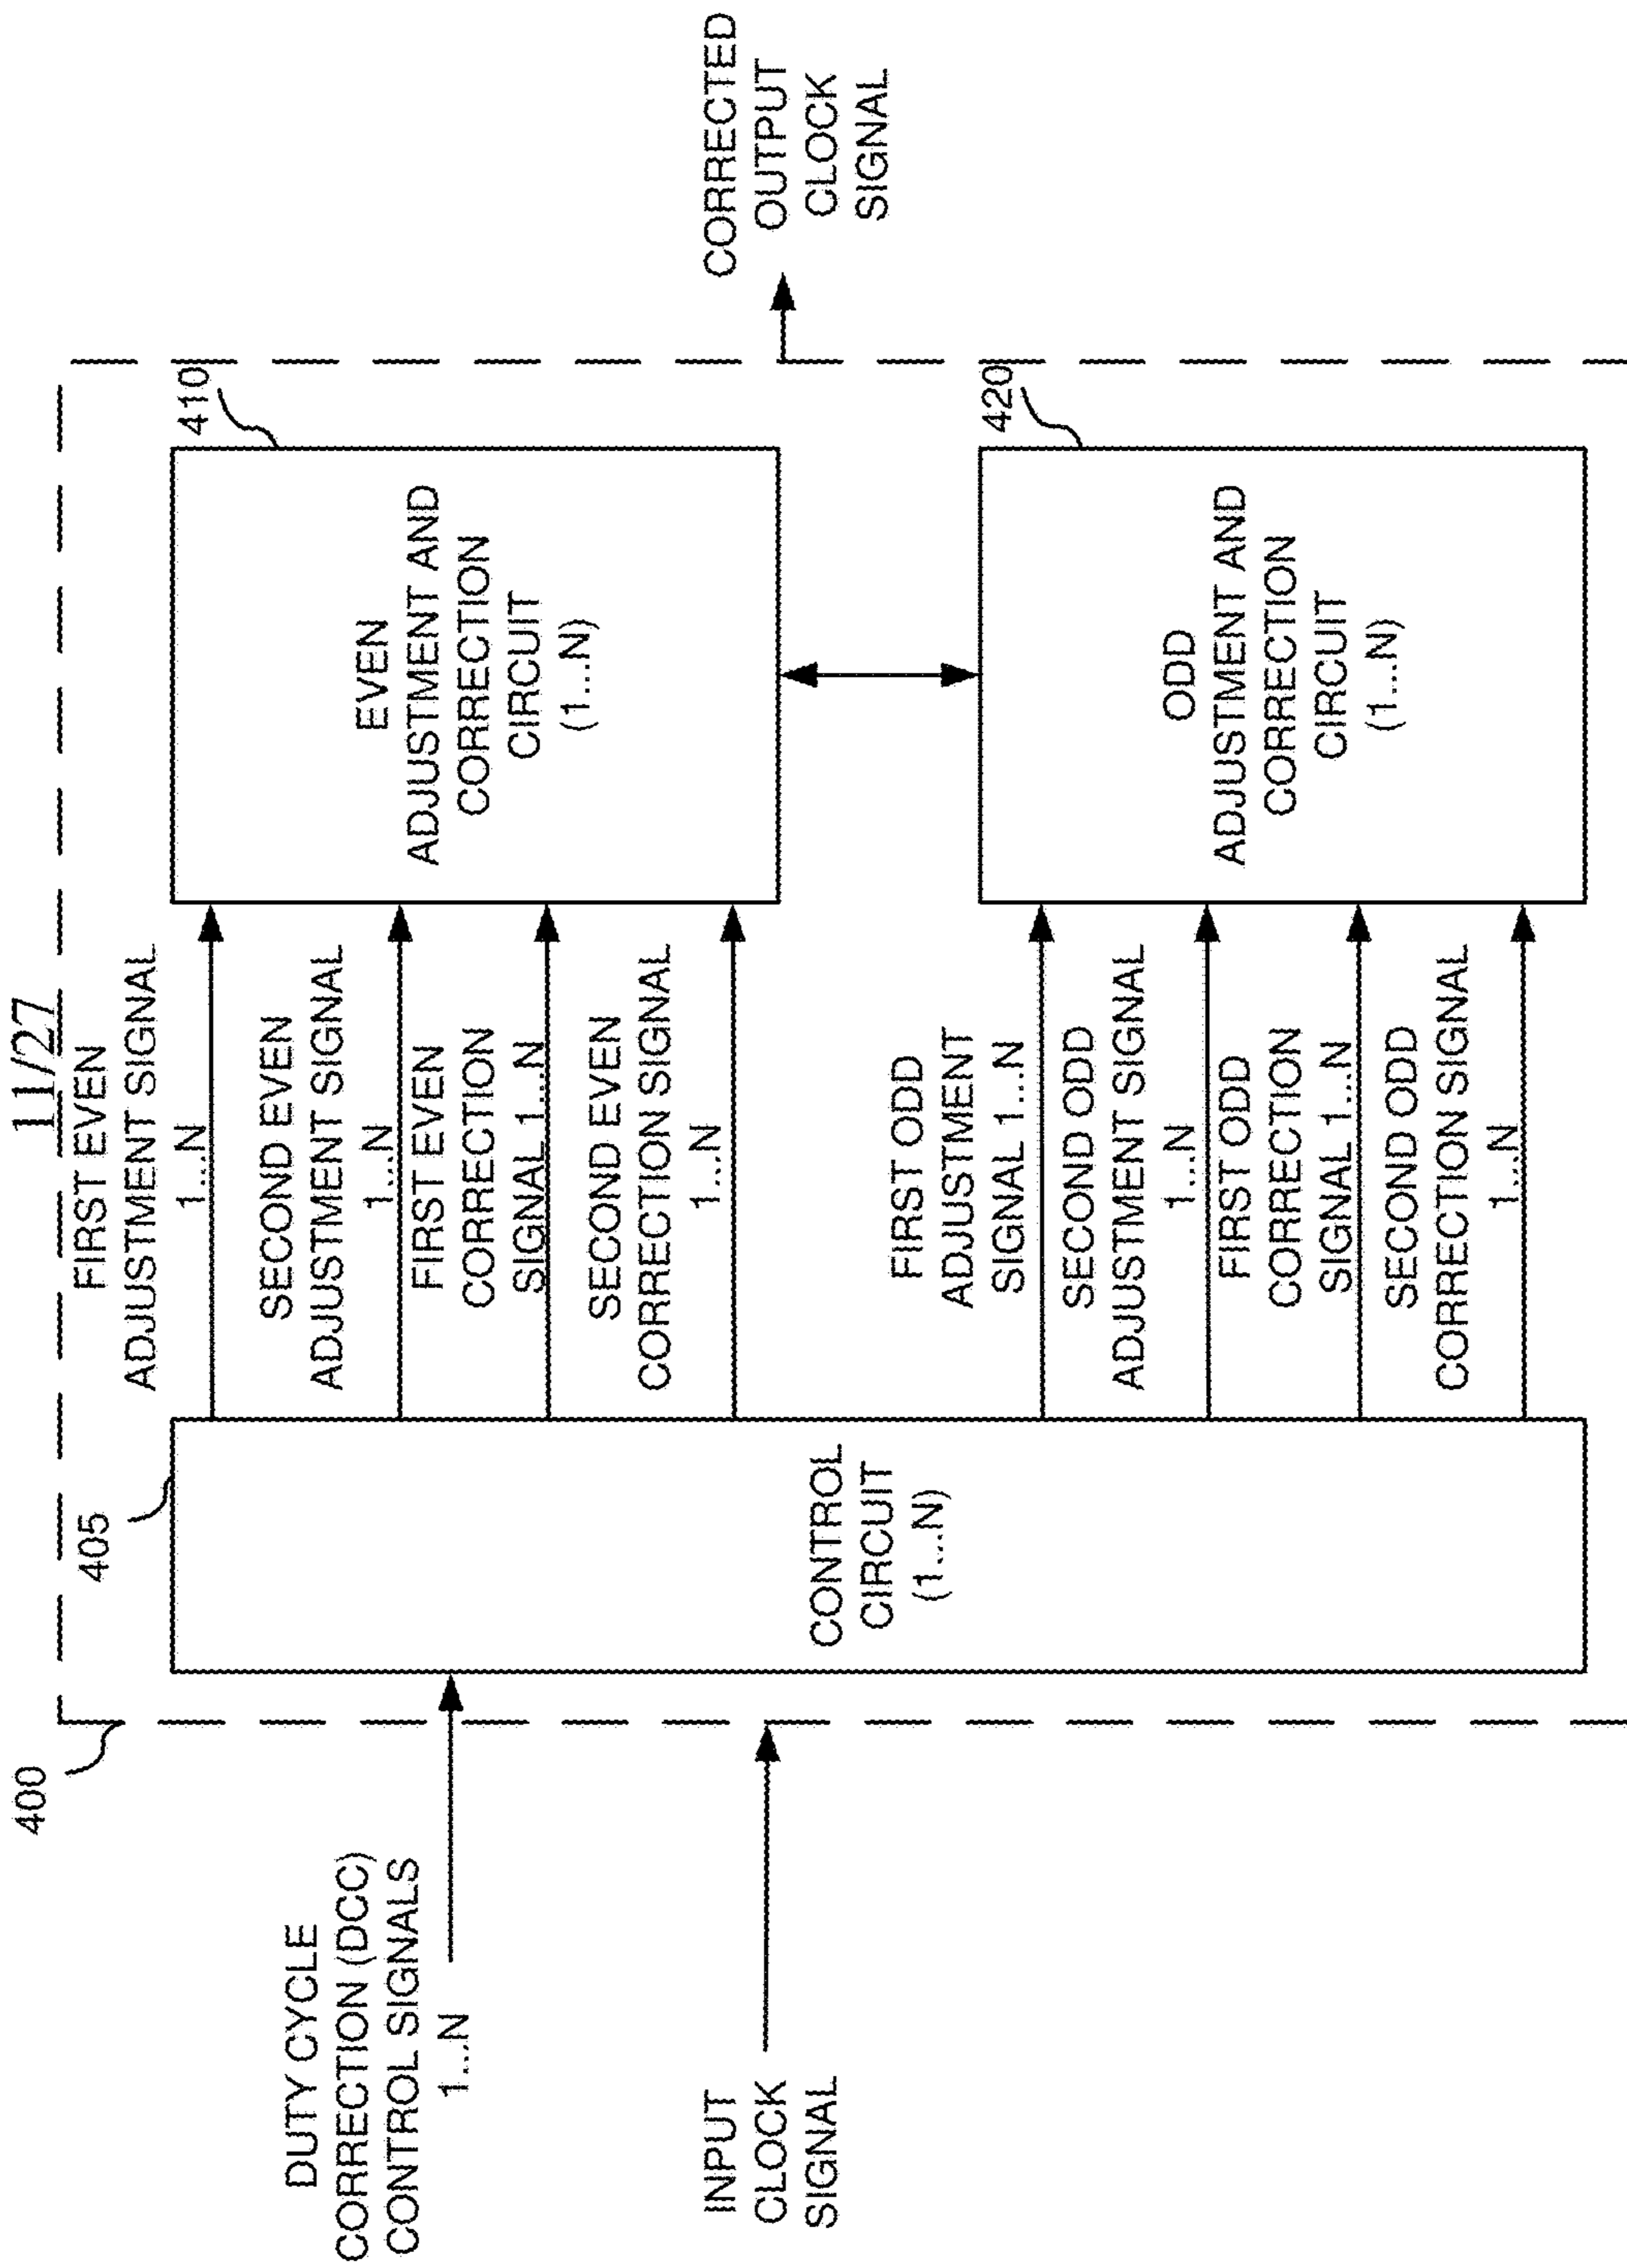 11/27
400
405
410
420
DUTY CYCLE
CORRECTION (DCC)
CONTROL SIGNALS
1...N
INPUT
CLOCK
SIGNAL
CONTROL
CIRCUIT
(1...N)
FIRST EVEN
ADJUSTMENT SIGNAL
1...N
SECOND EVEN
ADJUSTMENT SIGNAL
1...N
FIRST EVEN
CORRECTION
SIGNAL 1...N
SECOND EVEN
CORRECTION SIGNAL
1...N
FIRST ODD
ADJUSTMENT
SIGNAL 1...N
SECOND ODD
ADJUSTMENT SIGNAL
1...N
FIRST ODD
CORRECTION
SIGNAL 1...N
SECOND ODD
CORRECTION SIGNAL
1...N
EVEN
ADJUSTMENT AND
CORRECTION
CIRCUIT
(1...N)
ODD
ADJUSTMENT AND
CORRECTION
CIRCUIT
(1...N)
CORRECTED
OUTPUT
CLOCK
SIGNAL